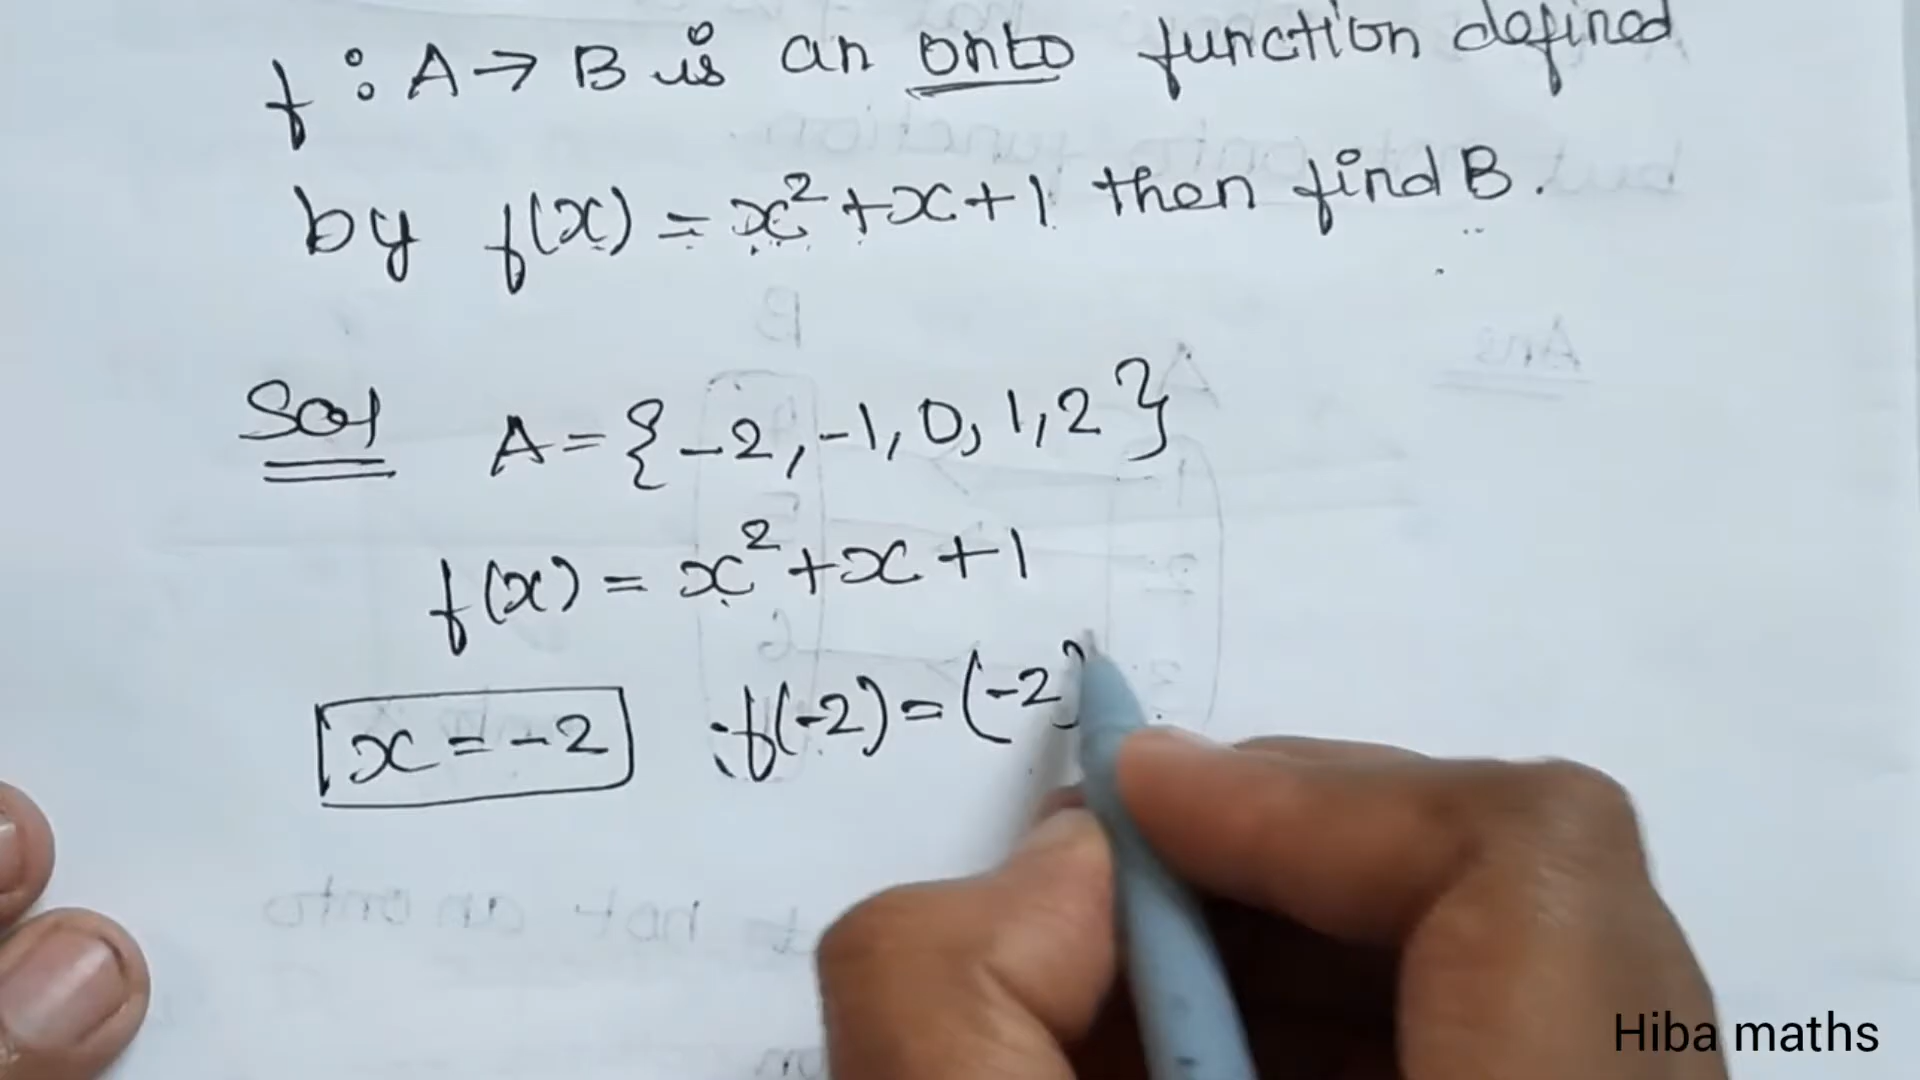 f : A → B is an onto function defined
by f(x) = x² + x + 1 then find B.
Sol A = {-2, -1, 0, 1, 2}
f(x) = x² + x + 1
x = -2 f(-2) = (-2)
Hiba maths